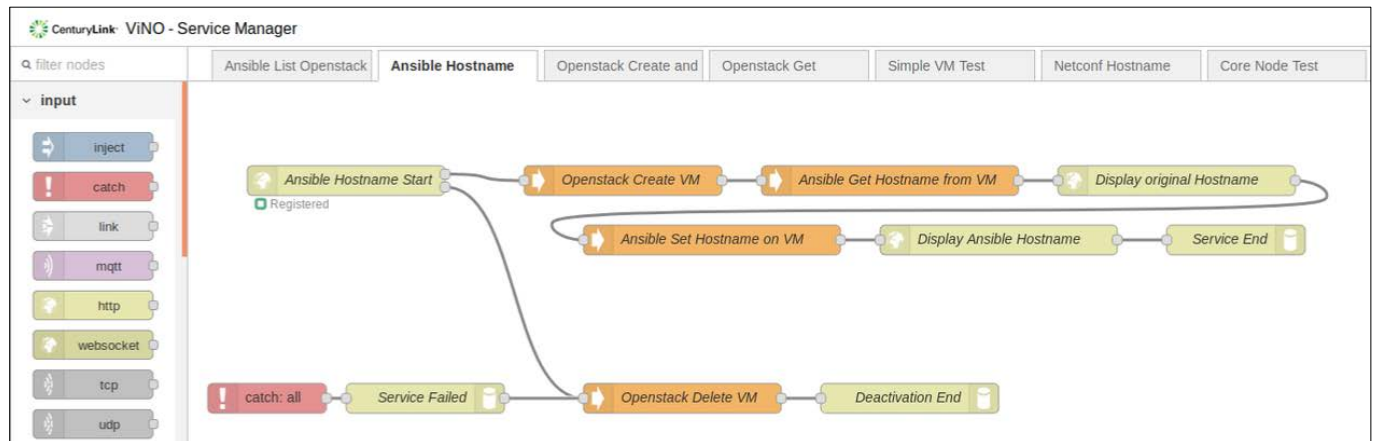 CenturyLink ViNO - Service Manager
filter nodes
Ansible List Openstack
Ansible Hostname
Openstack Create and
Openstack Get
Simple VM Test
Netconf Hostname
Core Node Test
input
inject
catch
link
mqtt
http
websocket
tcp
udp
Ansible Hostname Start
Registered
Openstack Create VM
Ansible Get Hostname from VM
Display original Hostname
Ansible Set Hostname on VM
Display Ansible Hostname
Service End
catch: all
Service Failed
Openstack Delete VM
Deactivation End